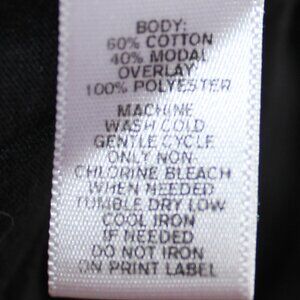 BODY:
60% COTTON
40% MODAL
OVERLAY
100% POLYESTER
MACHINE
WASH COLD
GENTLE CYCLE
ONLY NON-
CHLORINE BLEACH
WHEN NEEDED
TUMBLE DRY LOW
COOL IRON
IF NEEDED
DO NOT IRON
ON PRINT LABEL